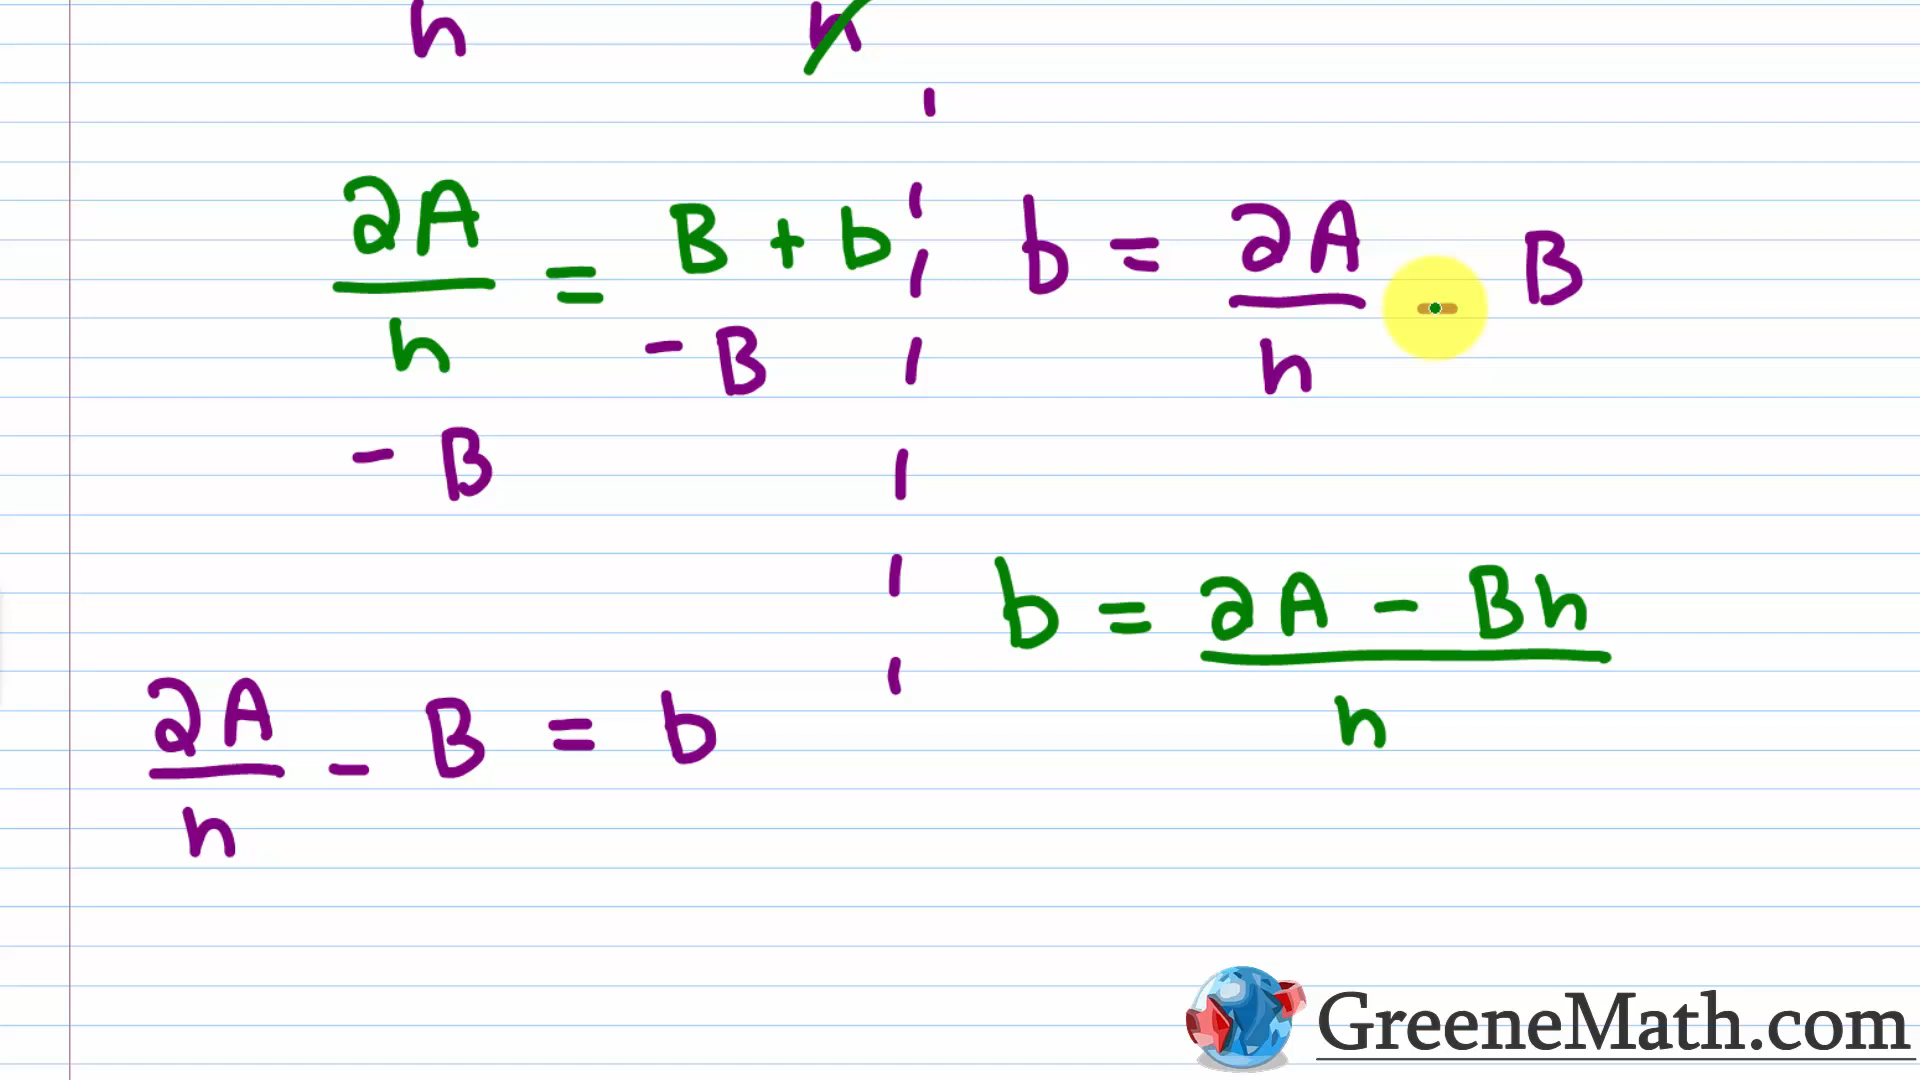 h h
2A/h = B + b
- B
- B
2A/h - B = b
b = 2A/h - B
b = 2A - Bh/h
GreeneMath.com